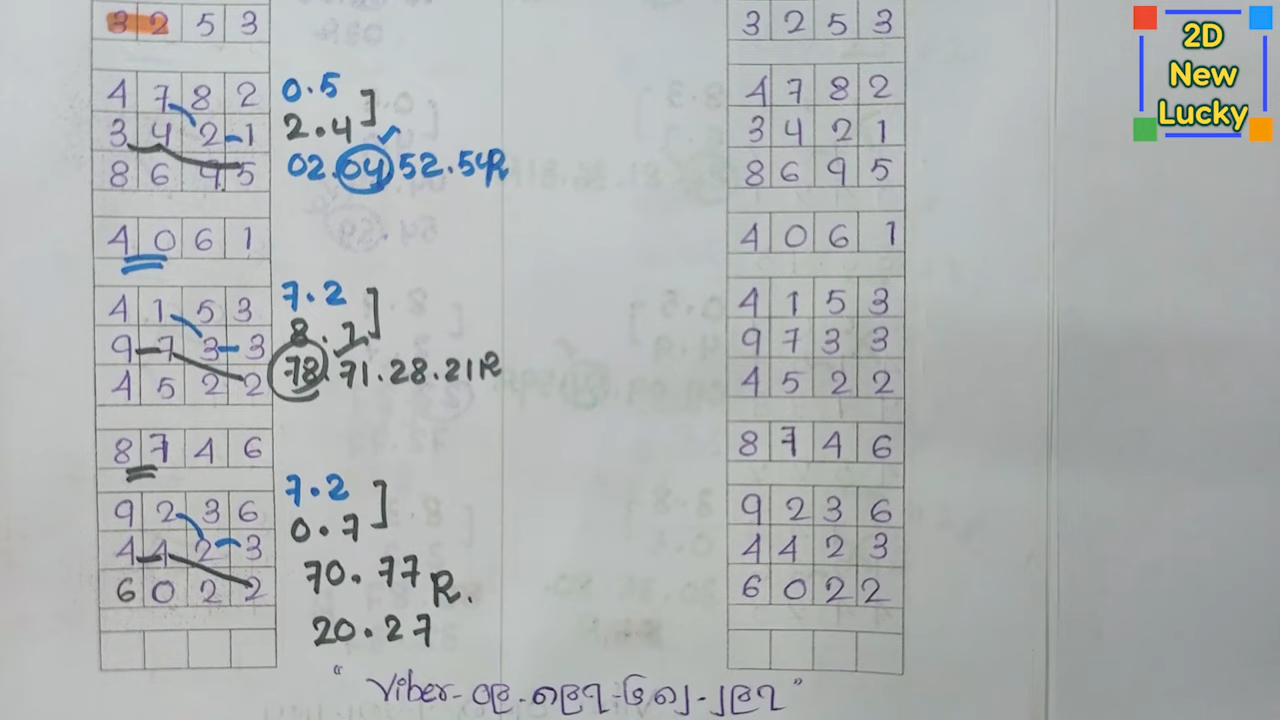 3 2 5 3
4 7 8 2
3 4 2 1
8 6 9 5
4 0 6 1
4 1 5 3
9 7 3 3
4 5 2 2
8 7 4 6
9 2 3 6
4 4 2 3
6 0 2 2
0.5
2.4
02.04.52.54R
7.2
8.1
78.71.28.21R
7.2
0.7
70.77 R.
20.27
3 2 5 3
4 7 8 2
3 4 2 1
8 6 9 5
4 0 6 1
4 1 5 3
9 7 3 3
4 5 2 2
8 7 4 6
9 2 3 6
4 4 2 3
6 0 2 2
2D
New
Lucky
Viber-